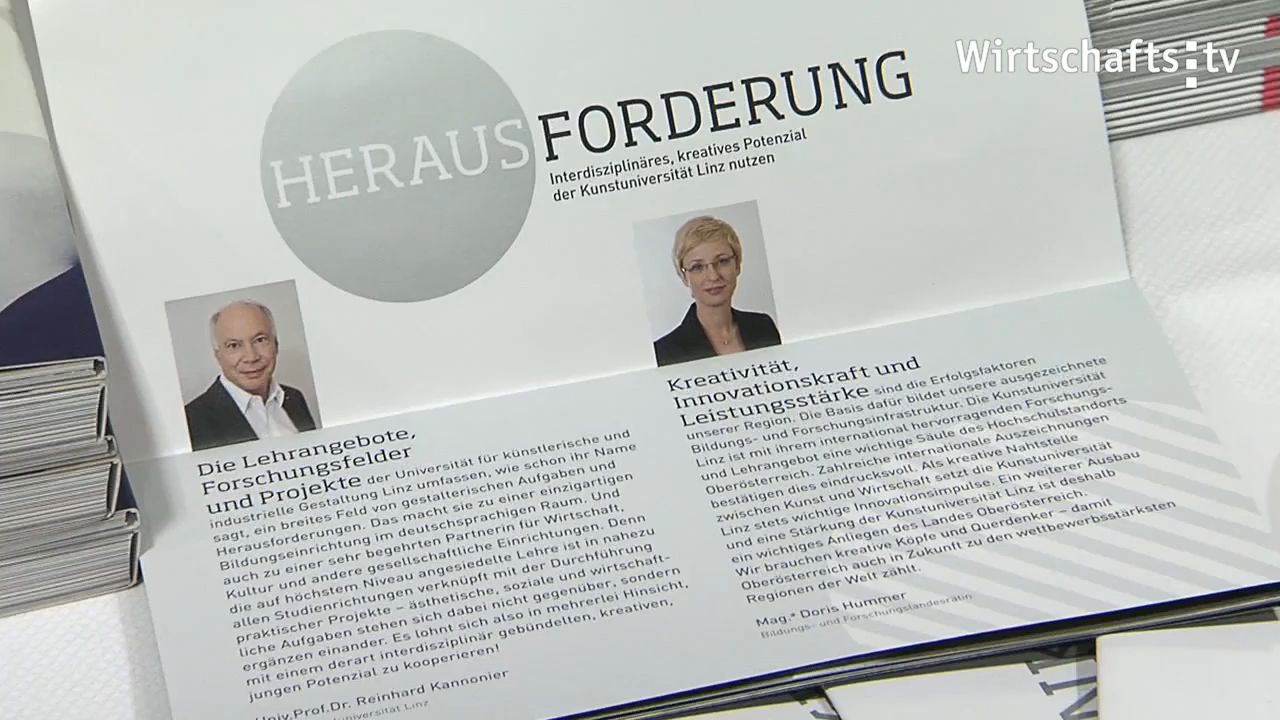 Wirtschafts:tv
HERAUSFORDERUNG
Interdisziplinäres, kreatives Potenzial
der Kunstuniversität Linz nutzen
Die Lehrangebote,
Forschungsfelder
und Projekte der Universität für künstlerische und
industrielle Gestaltung Linz umfassen, wie schon ihr Name
sagt, ein breites Feld von gestalterischen Aufgaben und
Herausforderungen. Das macht sie zu einer einzigartigen
Bildungseinrichtung im deutschsprachigen Raum. Und
auch zu einer sehr begehrten Partnerin für Wirtschaft,
Kultur und andere gesellschaftliche Einrichtungen. Denn
die auf höchstem Niveau angesiedelte Lehre ist in nahezu
allen Studienrichtungen verknüpft mit der Durchführung
praktischer Projekte – ästhetische, soziale und wirtschaft-
liche Aufgaben stehen sich dabei nicht gegenüber, sondern
ergänzen einander. Es lohnt sich also in mehrerlei Hinsicht,
mit einem derart interdisziplinär gebündelten, kreativen,
jungen Potenzial zu kooperieren!
Univ.Prof.Dr. Reinhard Kannonier
Kunstuniversität Linz
Kreativität,
Innovationskraft und
Leistungsstärke sind die Erfolgsfaktoren
unserer Region. Die Basis dafür bildet unsere ausgezeichnete
Bildungs- und Forschungsinfrastruktur. Die Kunstuniversität
Linz ist mit ihrem international hervorragenden Forschungs-
und Lehrangebot eine wichtige Säule des Hochschulstandorts
Oberösterreich. Zahlreiche internationale Auszeichnungen
bestätigen dies eindrucksvoll. Als kreative Nahtstelle
zwischen Kunst und Wirtschaft setzt die Kunstuniversität
Linz stets wichtige Innovationsimpulse. Ein weiterer Ausbau
und eine Stärkung der Kunstuniversität Linz ist deshalb
ein wichtiges Anliegen des Landes Oberösterreich.
Wir brauchen kreative Köpfe und Querdenker – damit
Oberösterreich auch in Zukunft zu den wettbewerbsstärksten
Regionen der Welt zählt.
Mag.ª Doris Hummer
Bildungs- und Forschungslandesrätin